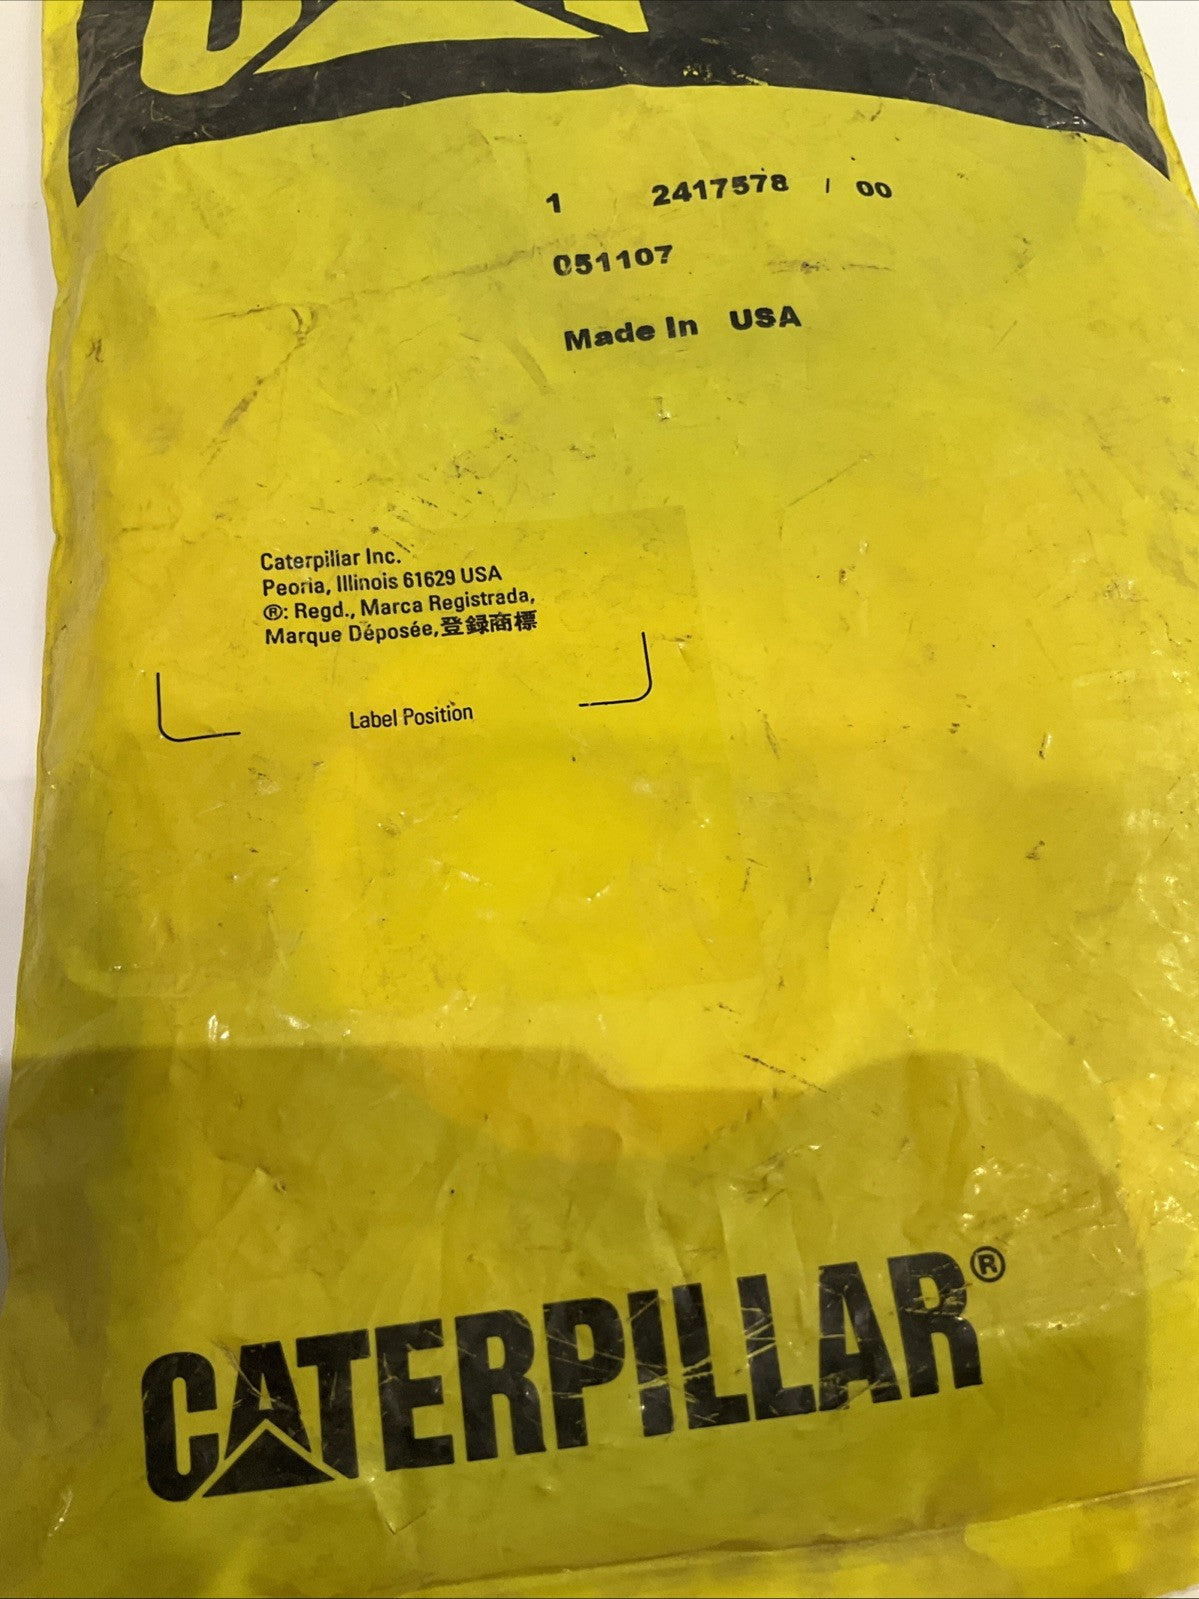 1 2417578 / 00
051107
Made In USA
Caterpillar Inc.
Peoria, Illinois 61629 USA
®: Regd., Marca Registrada,
Marque Déposée,登録商標
Label Position
CATERPILLAR®